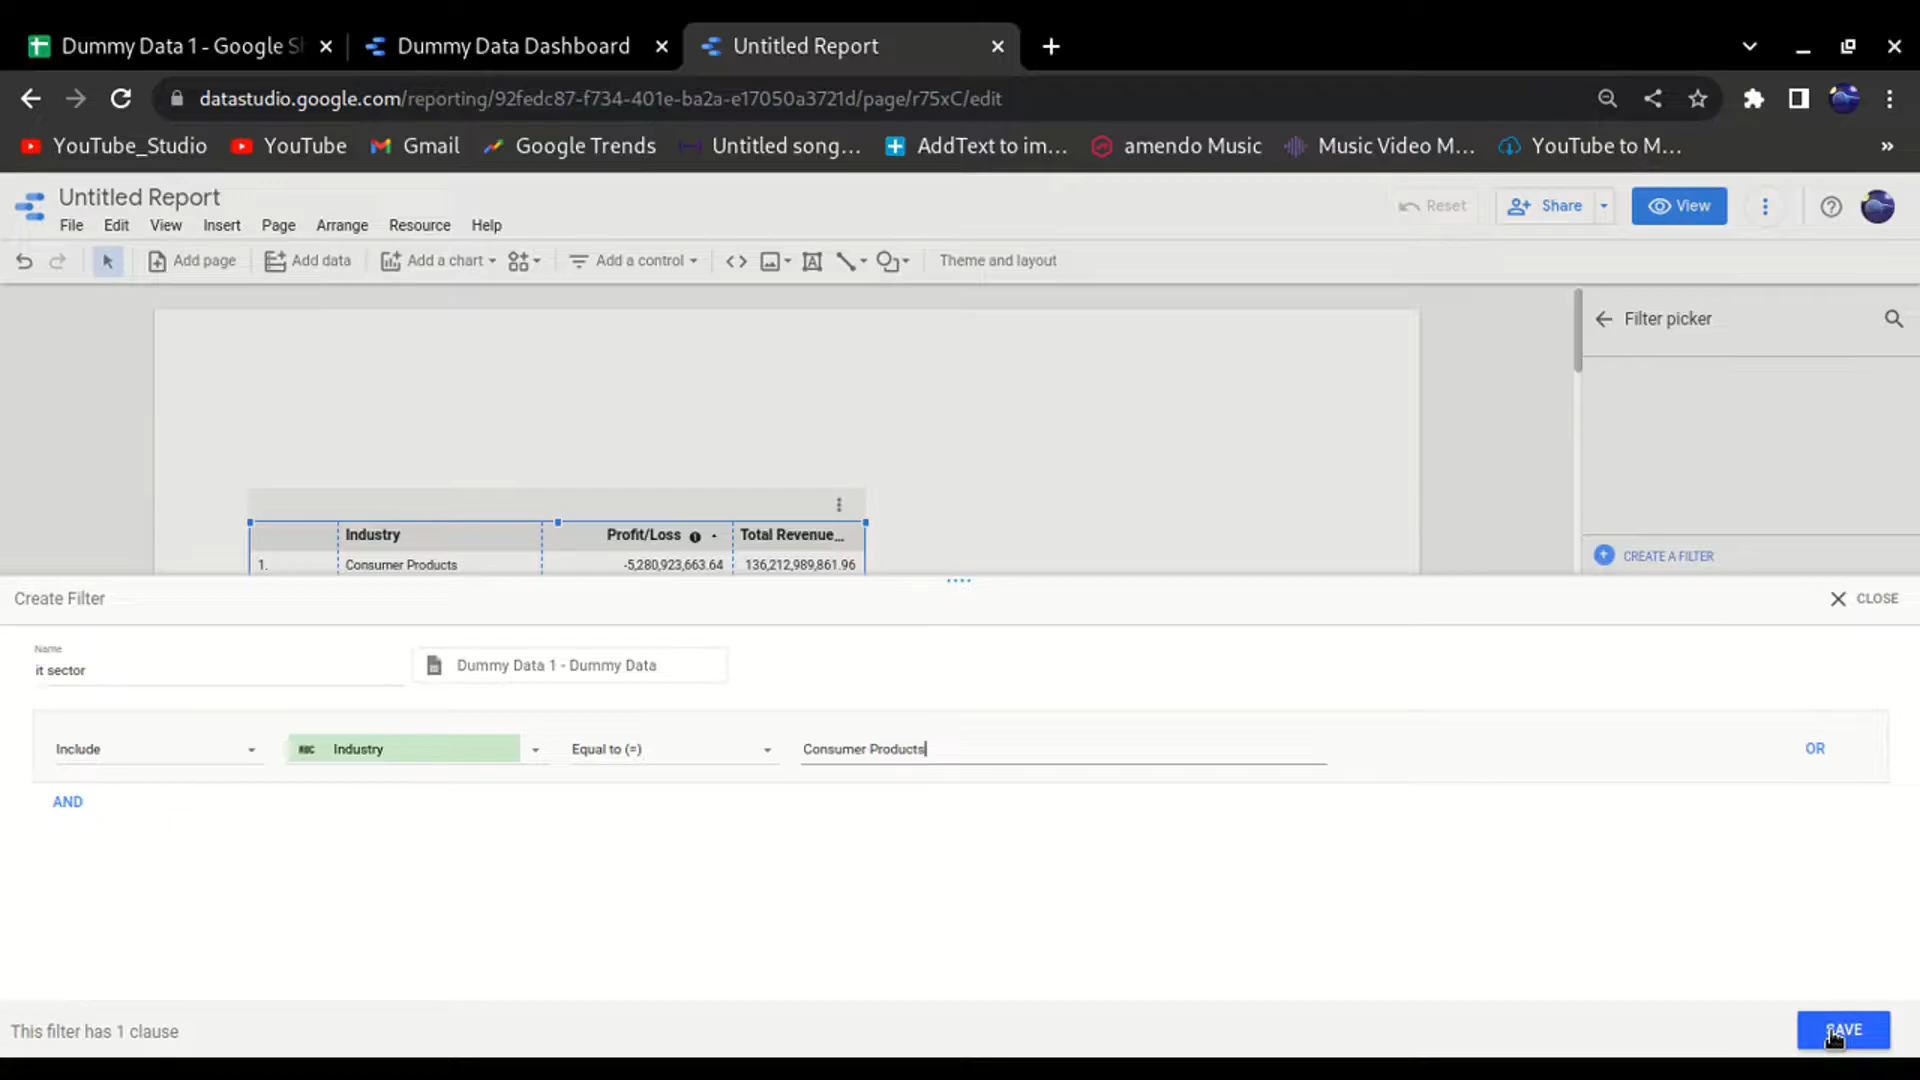 Dummy Data 1 - Google Sh
Dummy Data Dashboard
Untitled Report
datastudio.google.com/reporting/92fedc87-f734-401e-ba2a-e17050a3721d/page/r75xC/edit
YouTube_Studio
YouTube
Gmail
Google Trends
Untitled song...
AddText to im...
amendo Music
Music Video M...
YouTube to M...
Untitled Report
File Edit View Insert Page Arrange Resource Help
Reset
Share
View
Add page
Add data
Add a chart
Add a control
Theme and layout
Filter picker
Industry Profit/Loss Total Revenue...
1. Consumer Products -5,280,923,663.64 136,212,989,861.96
CREATE A FILTER
Create Filter
CLOSE
Name
it sector
Dummy Data 1 - Dummy Data
Include
ABC Industry
Equal to (=)
Consumer Products
OR
AND
This filter has 1 clause
SAVE